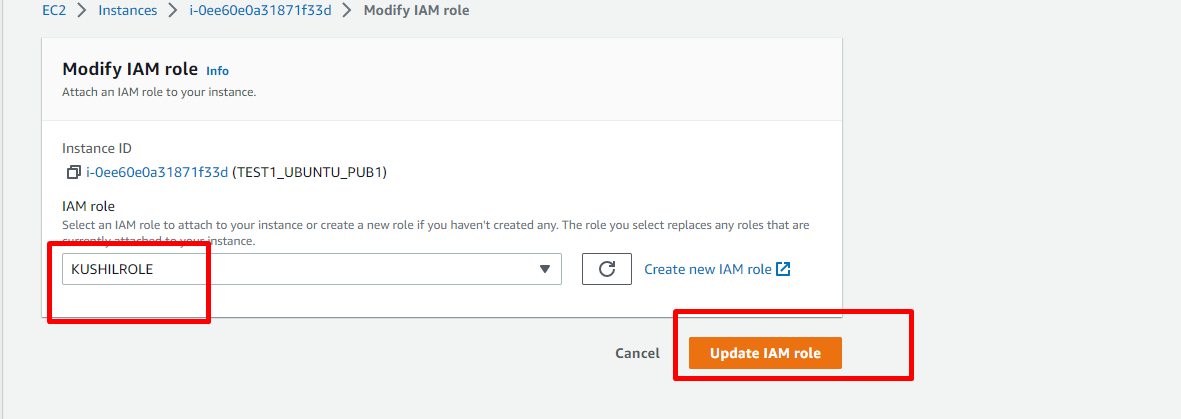 EC2 > Instances > i-0ee60e0a31871f33d > Modify IAM role
Modify IAM role Info
Attach an IAM role to your instance.
Instance ID
i-0ee60e0a31871f33d (TEST1_UBUNTU_PUB1)
IAM role
Select an IAM role to attach to your instance or create a new role if you haven't created any. The role you select replaces any roles that are
currently attached to your instance.
KUSHILROLE Create new IAM role
Cancel Update IAM role